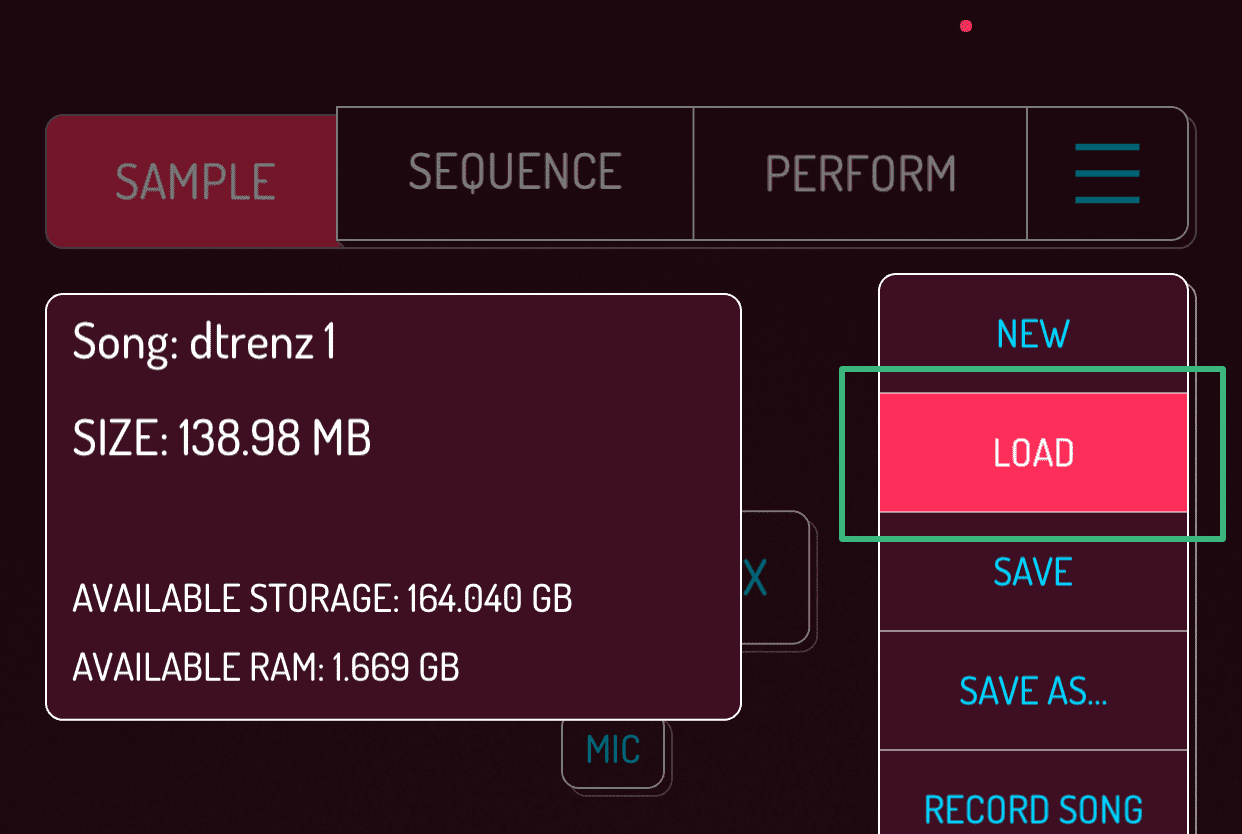 SAMPLE
SEQUENCE
PERFORM
Song: dtrenz 1
SIZE: 138.98 MB
AVAILABLE STORAGE: 164.040 GB
AVAILABLE RAM: 1.669 GB
X
MIC
NEW
LOAD
SAVE
SAVE AS...
RECORD SONG